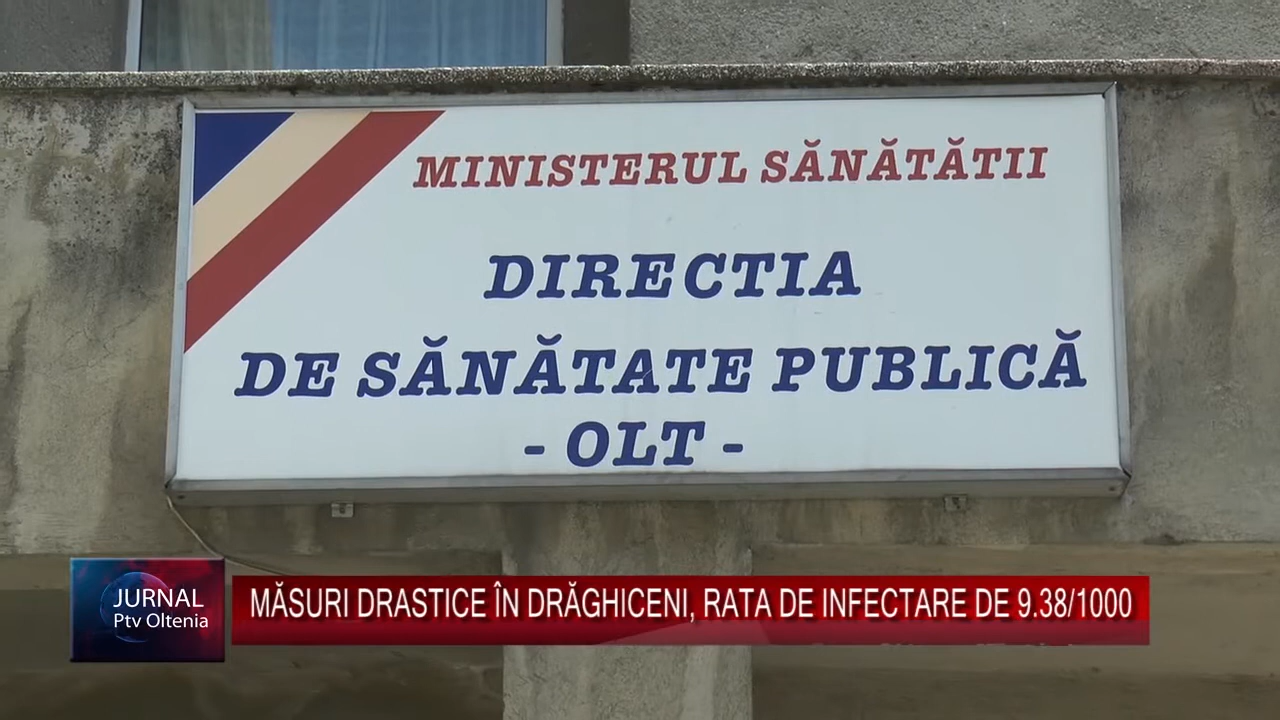 MINISTERUL SĂNĂTĂTII
DIRECTIA
DE SĂNĂTATE PUBLICĂ
- OLT -
JURNAL
Ptv Oltenia
MĂSURI DRASTICE ÎN DRĂGHICENI, RATA DE INFECTARE DE 9.38/1000